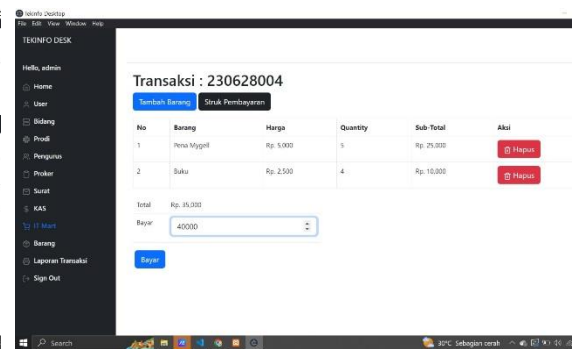 Tekinfo Desktop
File Edit View Window Help
TEKINFO DESK
Hello, admin
Home
User
Bidang
Prodi
Pengurus
Proker
Surat
KAS
IT Mart
Barang
Laporan Transaksi
Sign Out
Transaksi : 230628004
Tambah Barang Struk Pembayaran
No Barang Harga Quantity Sub-Total Aksi
1 Pena Mygell Rp. 5,000 5 Rp. 25,000 Hapus
2 Buku Rp. 2,500 4 Rp. 10,000 Hapus
Total Rp. 35,000
Bayar 40000
Bayar
Search 30°C Sebagian cerah